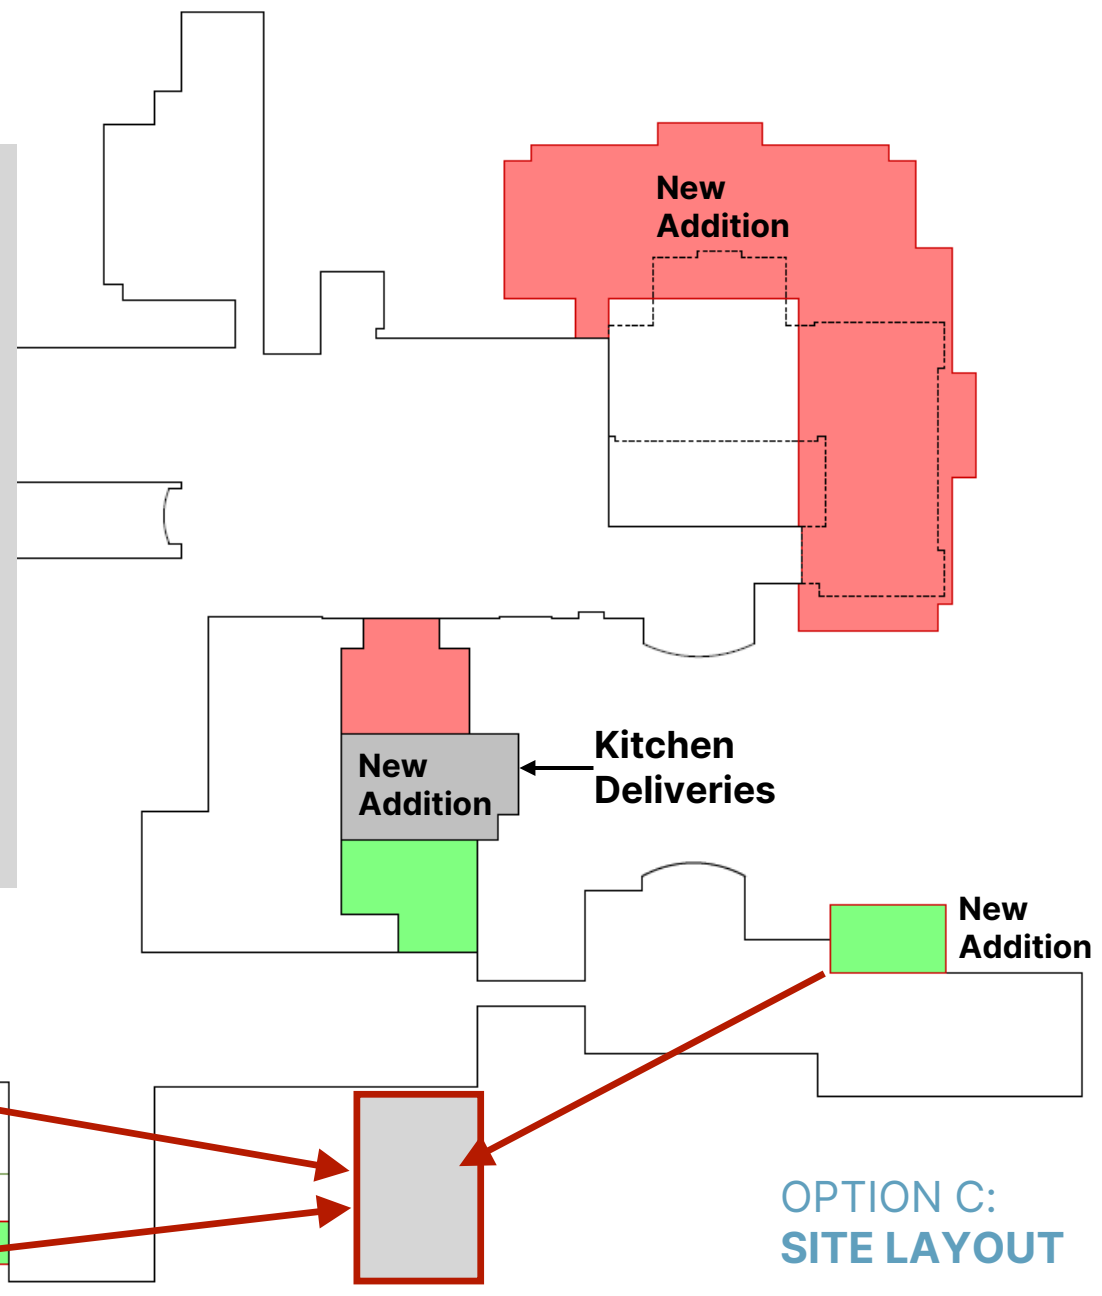 New
Addition
Kitchen
Deliveries
New
Addition
New
Addition
OPTION C:
SITE LAYOUT